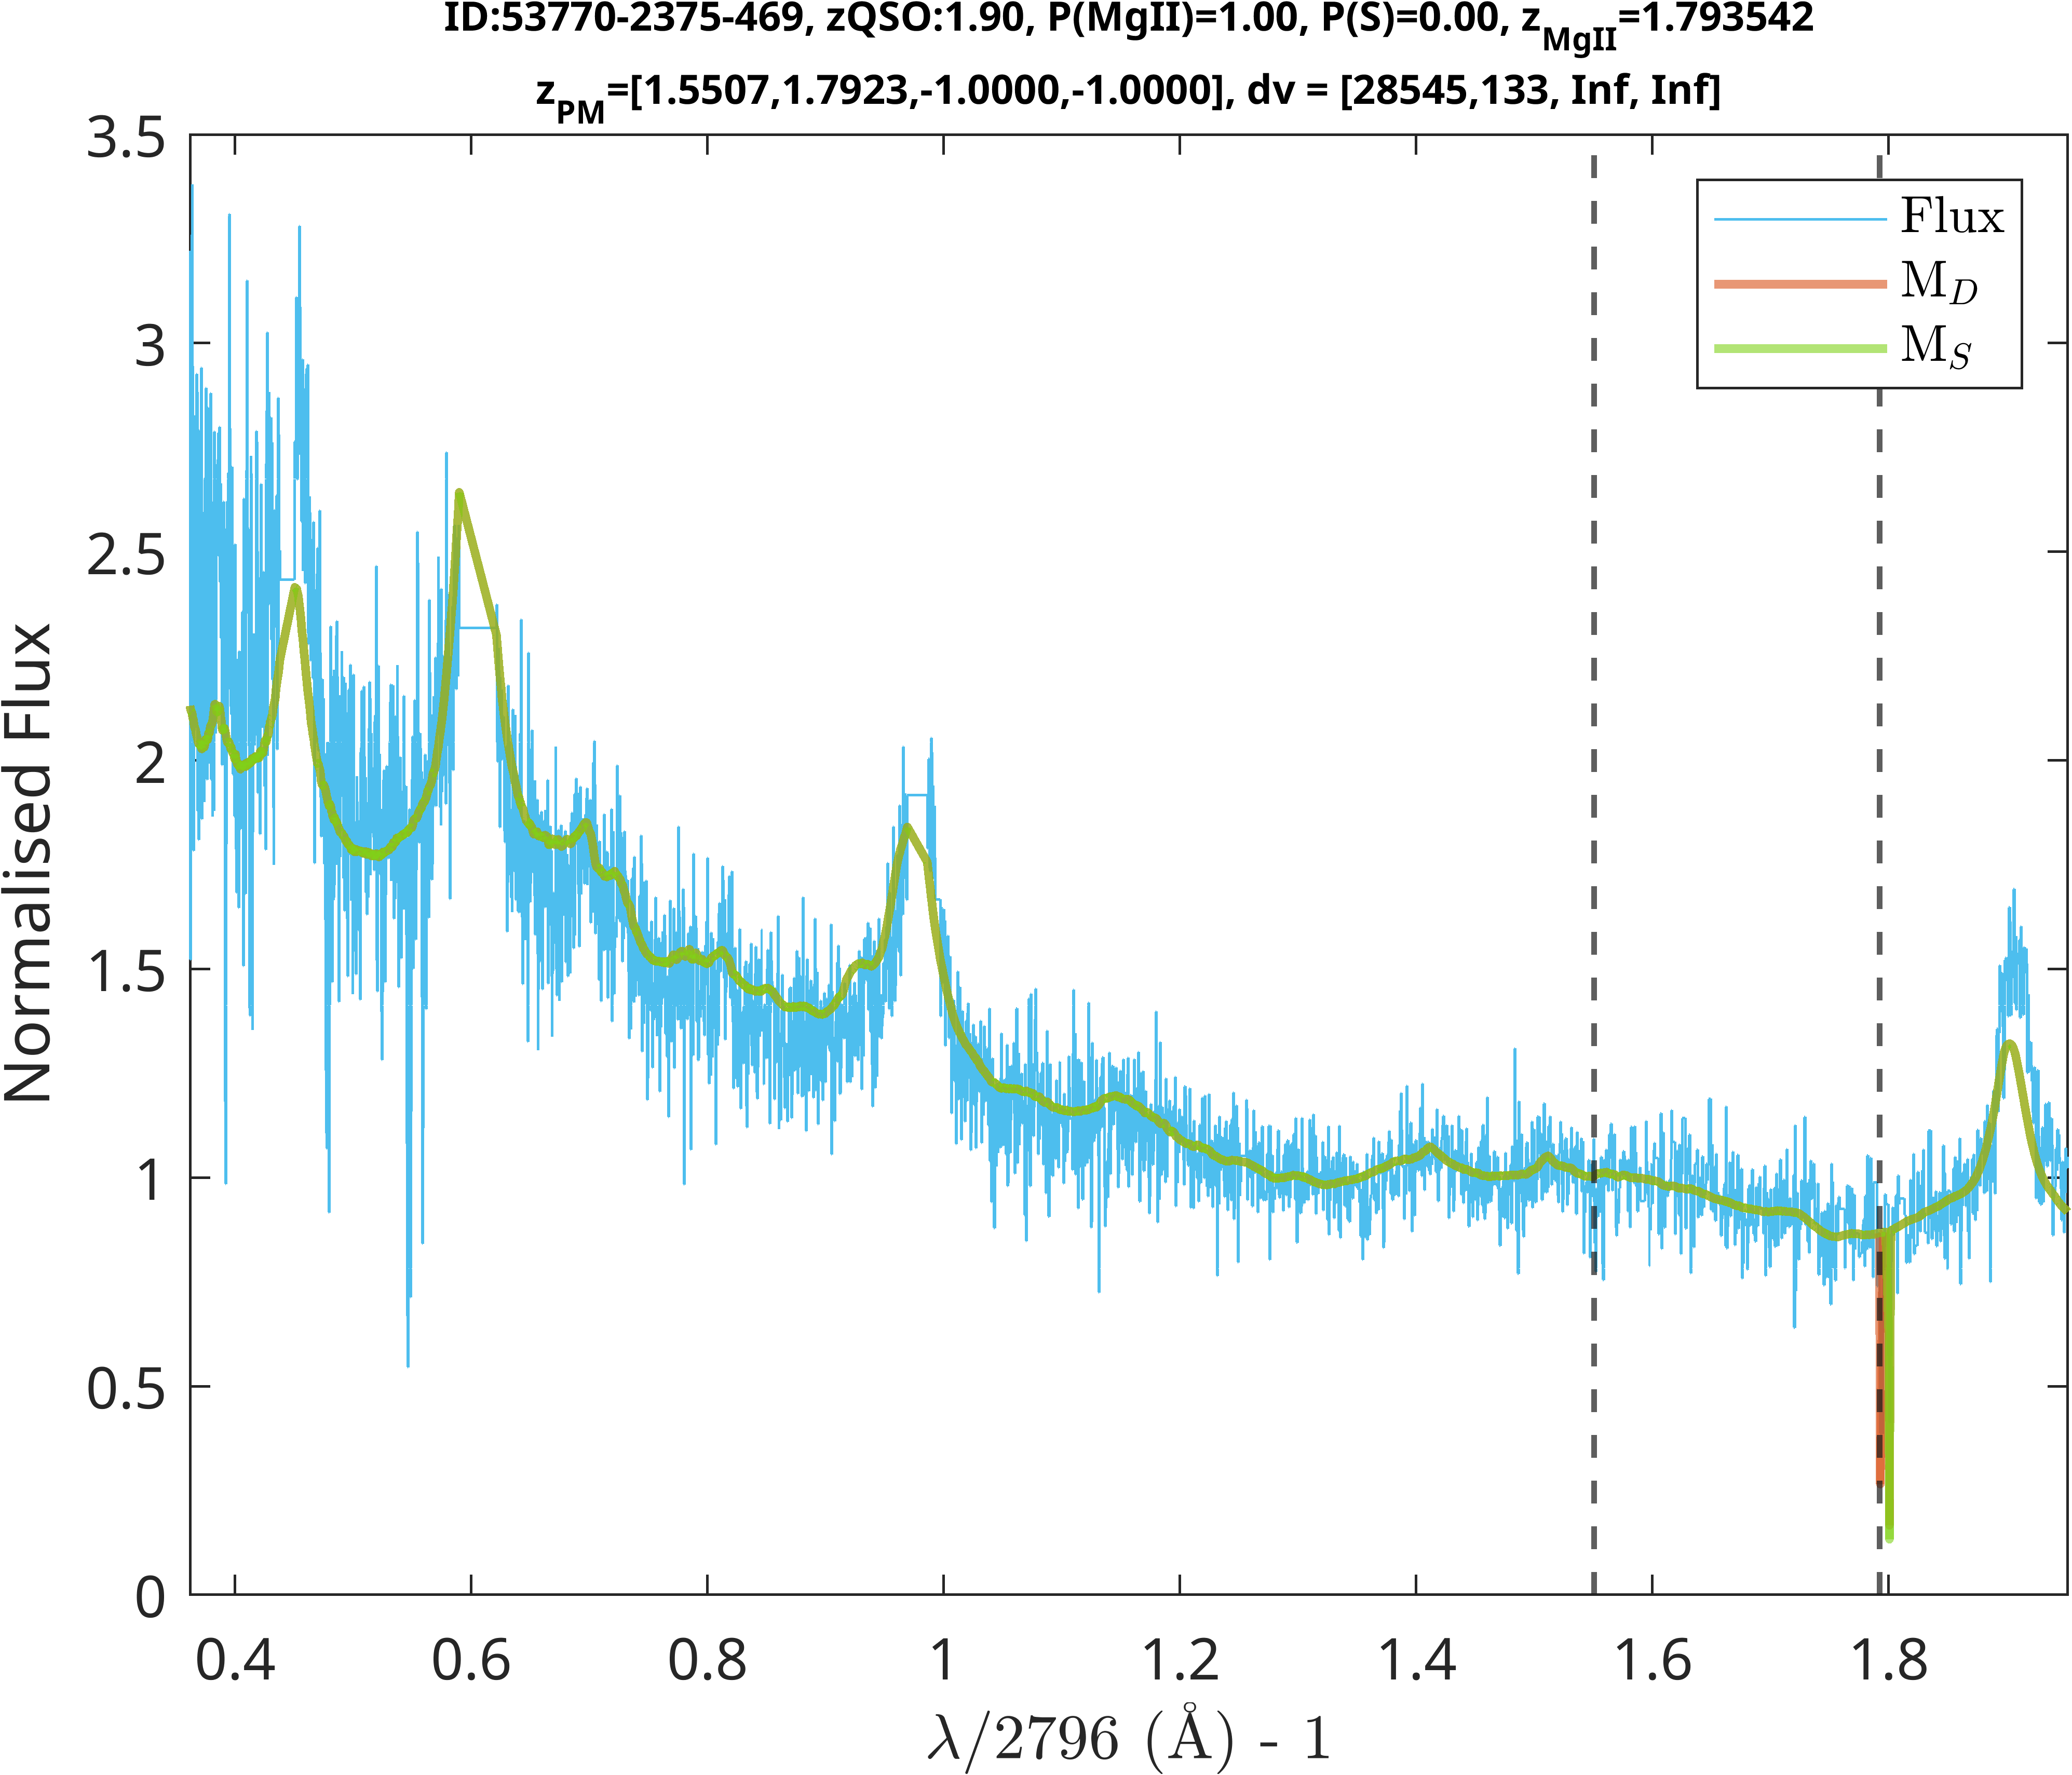 ID:53770-2375-469, zQSO:1.90, P(MgII)=1.00, P(S)=0.00, zMgII=1.793542
zPM=[1.5507,1.7923,-1.0000,-1.0000], dv = [28545,133, Inf, Inf]
3.5
3
2.5
2
1.5
1
0.5
0
Normalised Flux
Flux
MD
MS
0.4 0.6 0.8 1 1.2 1.4 1.6 1.8
λ/2796 (Å) - 1